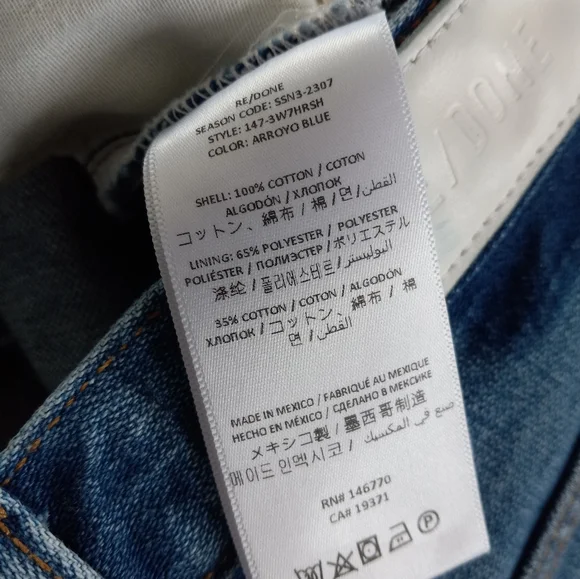 RE/DONE
SEASON CODE: SSN3-2307
STYLE: 147-3W7HRSH
COLOR: ARROYO BLUE
SHELL: 100% COTTON / COTON
ALGODÓN / ХЛОПОК
コットン、綿布 / 棉 / 면 / القطن
LINING: 65% POLYESTER / POLYESTER
POLIÉSTER / ПОЛИЭСТЕР / ポリエステル
涤纶 / 폴리에스테르 / البوليستر
35% COTTON / COTON / ALGODÓN
ХЛОПОК / コットン、綿布 / 棉
면 / القطن
MADE IN MEXICO / FABRIQUÉ AU MEXIQUE
HECHO EN MÉXICO / СДЕЛАНО В МЕКСИКЕ
メキシコ製 / 墨西哥制造
메이드 인멕시코 / صنع في المكسيك
RN# 146770
CA# 19371
P
E/DONE